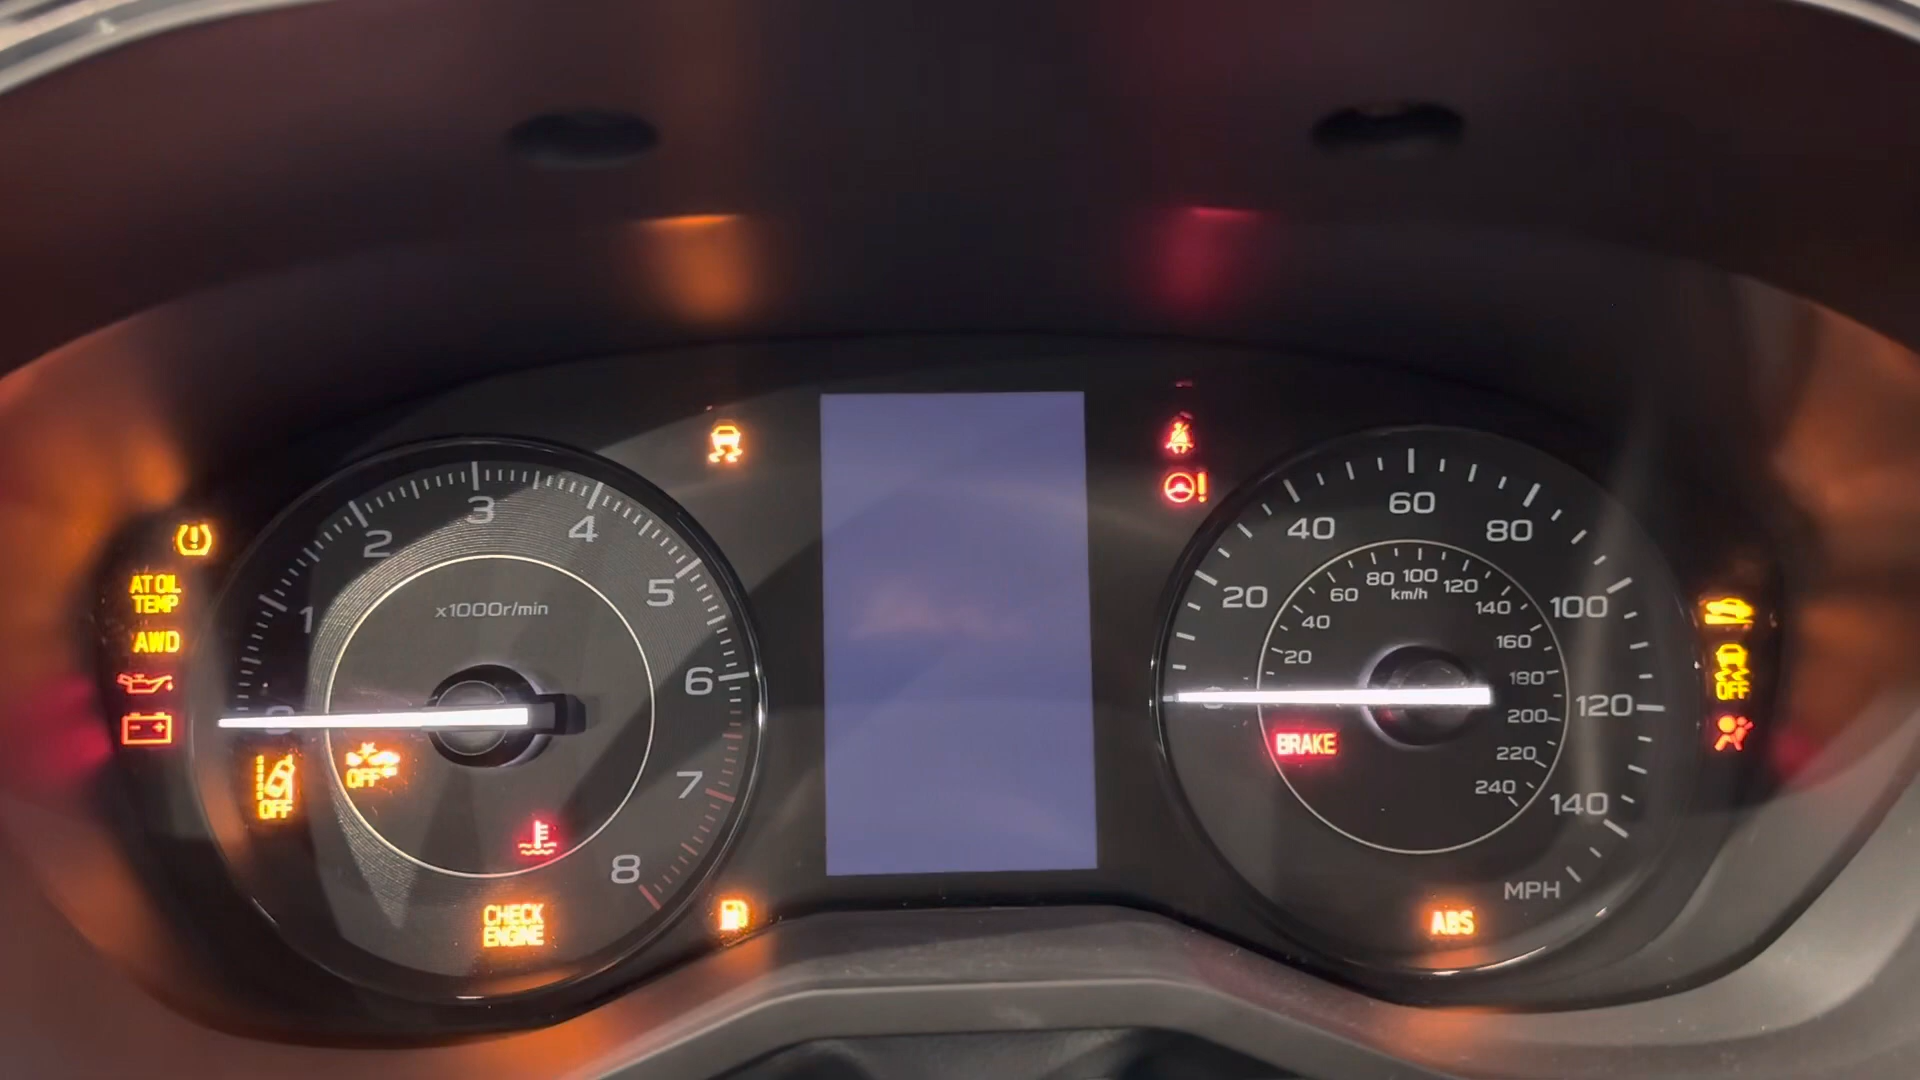 3
4
2
5
1
x1000r/min
6
7
8
AT OIL
TEMP
AWD
OFF
OFF
CHECK
ENGINE
60
40
80
20
100
120
140
MPH
80
100
120
60
km/h
140
40
160
20
180
200
220
240
BRAKE
ABS
OFF